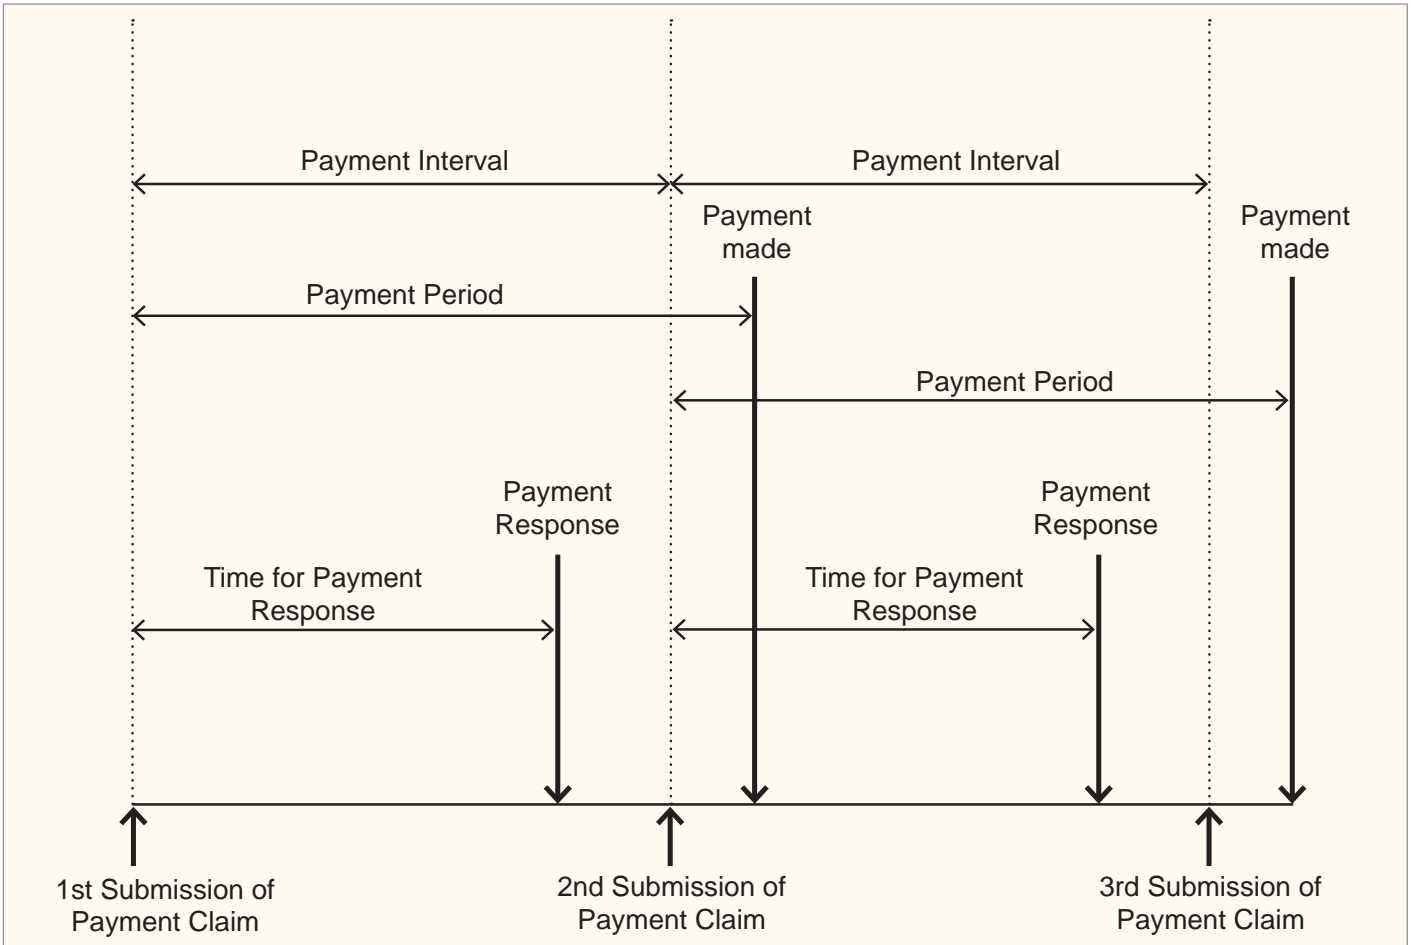 Payment Interval
Payment Interval
Payment
made
Payment
made
Payment Period
Payment Period
Payment
Response
Payment
Response
Time for Payment
Response
Time for Payment
Response
1st Submission of
Payment Claim
2nd Submission of
Payment Claim
3rd Submission of
Payment Claim